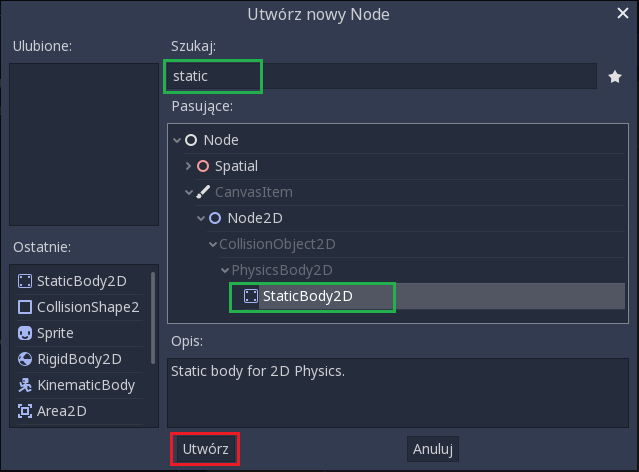 Utwórz nowy Node
Ulubione:
Szukaj:
static
Pasujące:
Node
Spatial
CanvasItem
Node2D
CollisionObject2D
PhysicsBody2D
StaticBody2D
Ostatnie:
StaticBody2D
CollisionShape2
Sprite
RigidBody2D
KinematicBody
Area2D
Opis:
Static body for 2D Physics.
Utwórz
Anuluj